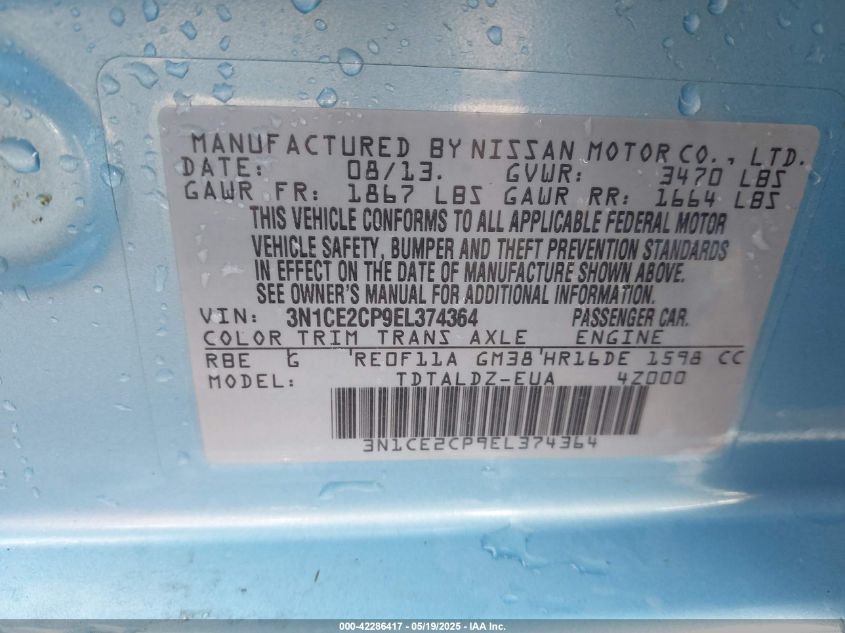 MANUFACTURED BY NISSAN MOTOR CO., LTD.
DATE: 08/13. GVWR: 3470 LBS
GAWR FR: 1867 LBS GAWR RR: 1664 LBS
THIS VEHICLE CONFORMS TO ALL APPLICABLE FEDERAL MOTOR
VEHICLE SAFETY, BUMPER AND THEFT PREVENTION STANDARDS
IN EFFECT ON THE DATE OF MANUFACTURE SHOWN ABOVE.
SEE OWNER'S MANUAL FOR ADDITIONAL INFORMATION.
VIN: 3N1CE2CP9EL374364 PASSENGER CAR.
COLOR TRIM TRANS AXLE ENGINE
RBE G RE0F11A GM38 HR16DE 1598 CC
MODEL: TDTALDZ-EUA 4Z000
3N1CE2CP9EL374364
000-42286417 - 05/19/2025 - IAA Inc.